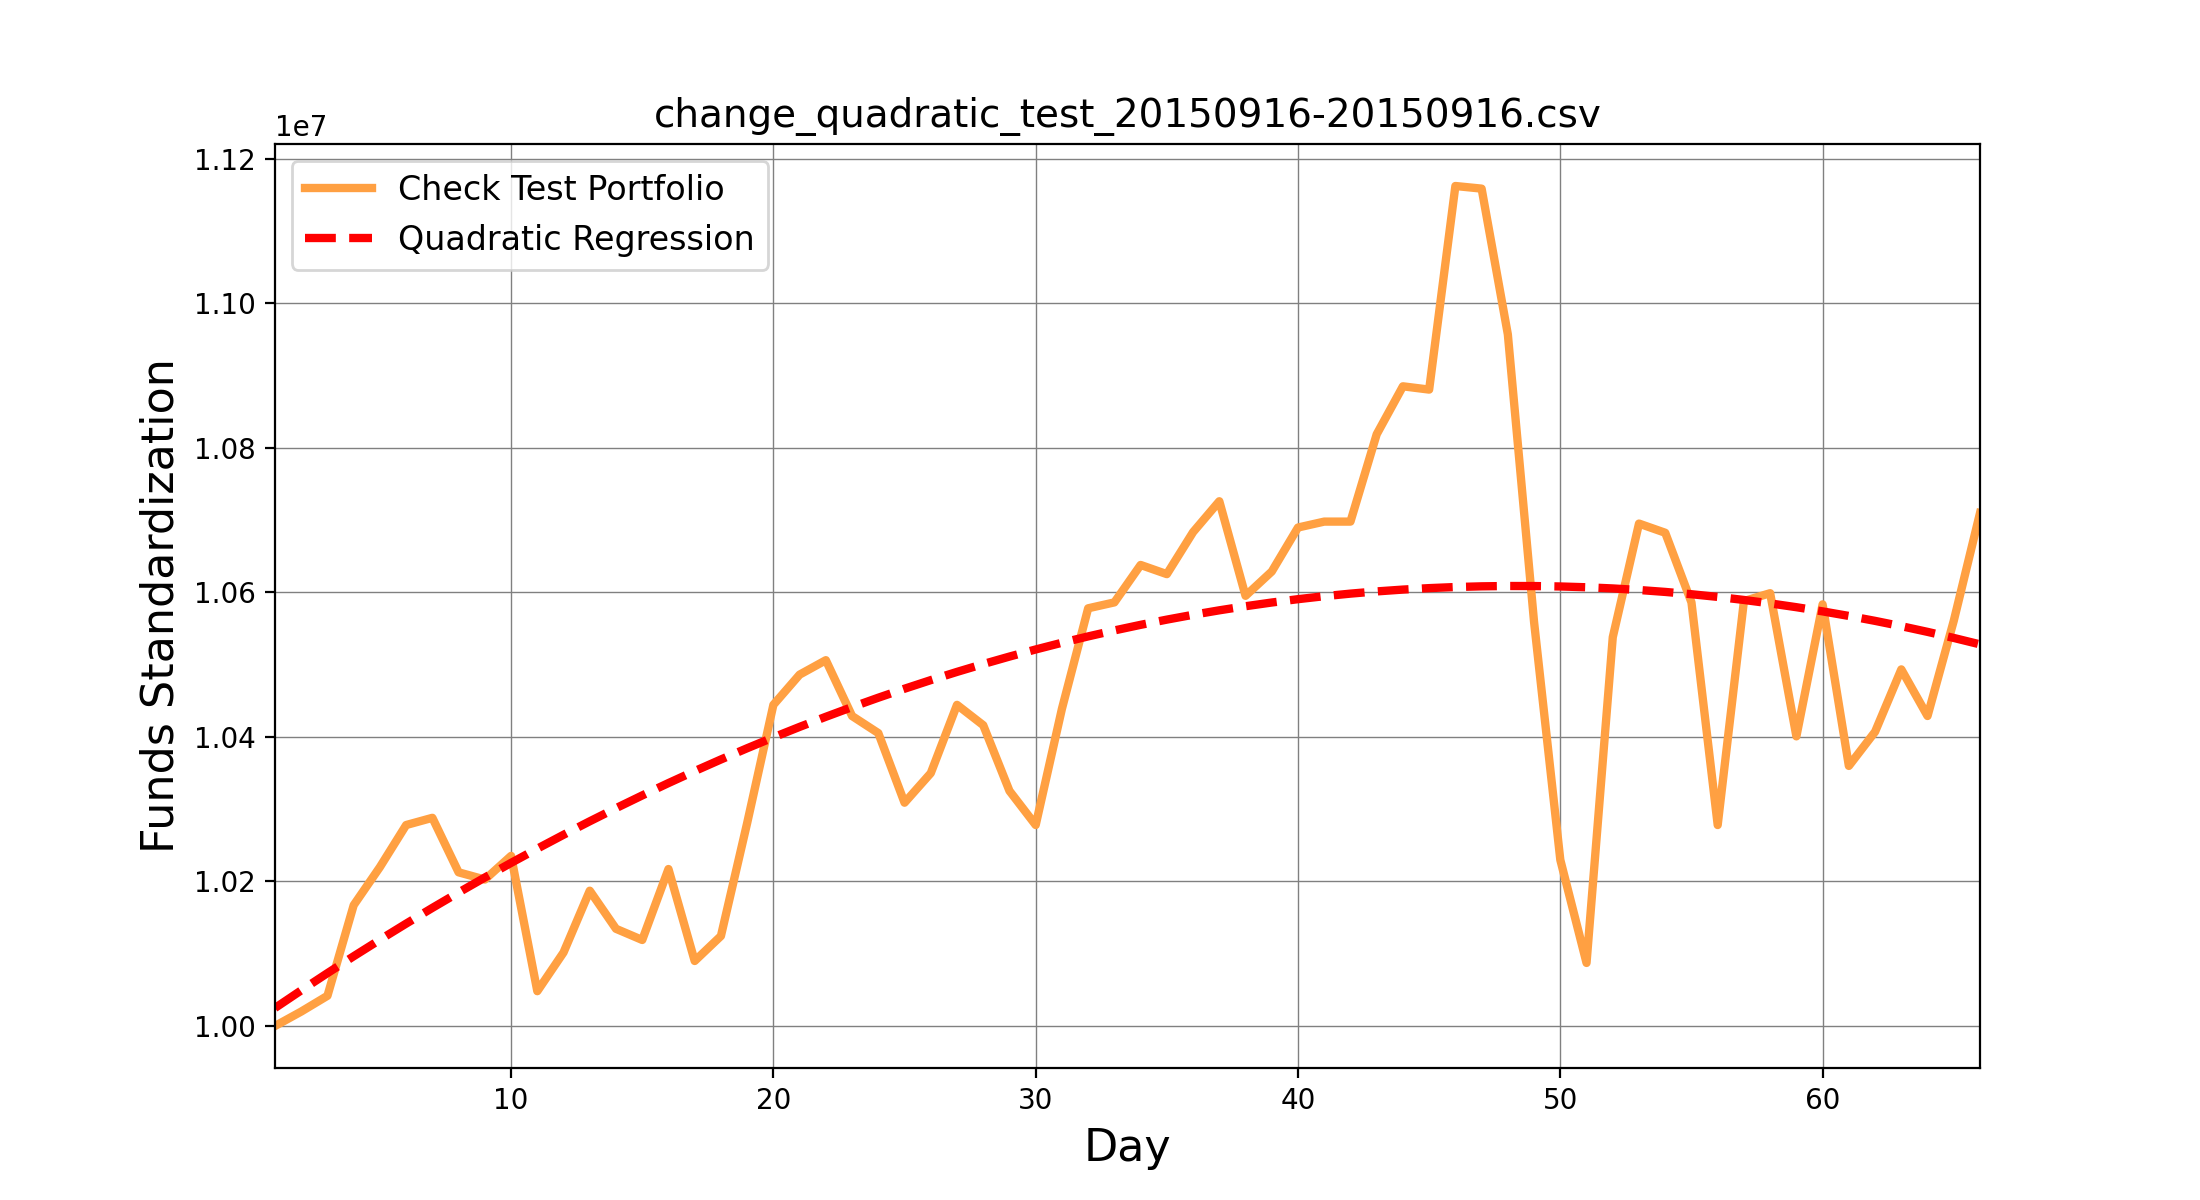 change_quadratic_test_20150916-20150916.csv
1e7
Check Test Portfolio
Quadratic Regression
1.12
1.10
1.08
1.06
1.04
1.02
1.00
Funds Standardization
10 20 30 40 50 60
Day